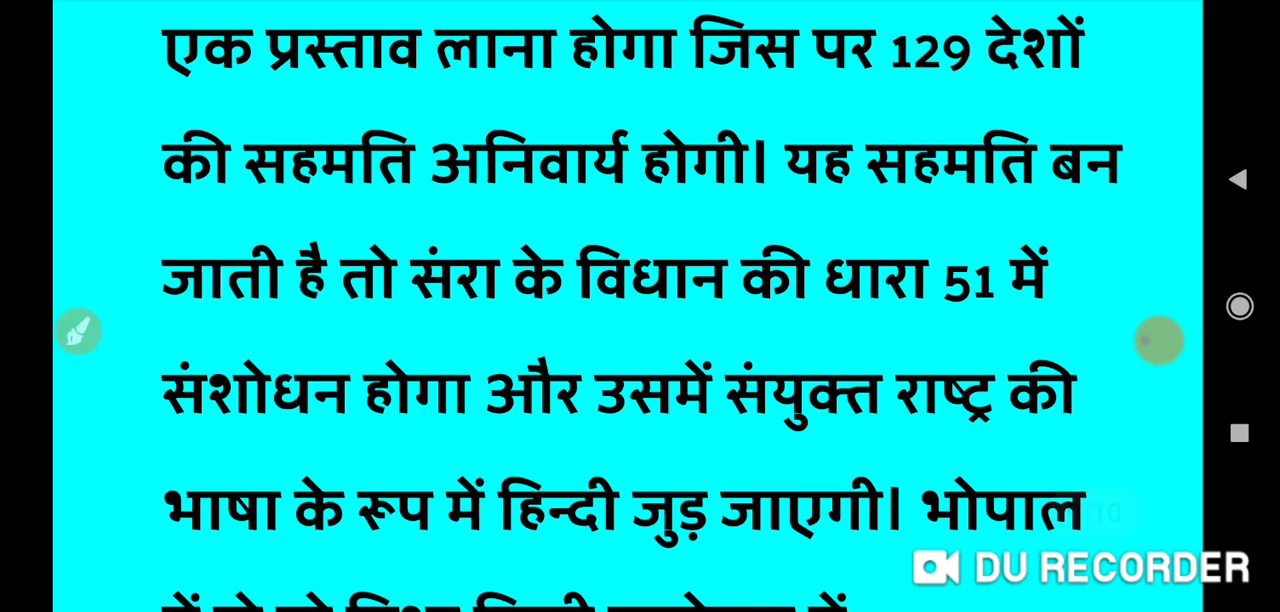 एक प्रस्ताव लाना होगा जिस पर 129 देशों
की सहमति अनिवार्य होगी। यह सहमति बन
जाती है तो संरा के विधान की धारा 51 में
संशोधन होगा और उसमें संयुक्त राष्ट्र की
भाषा के रूप में हिन्दी जुड़ जाएगी। भोपाल
DU RECORDER